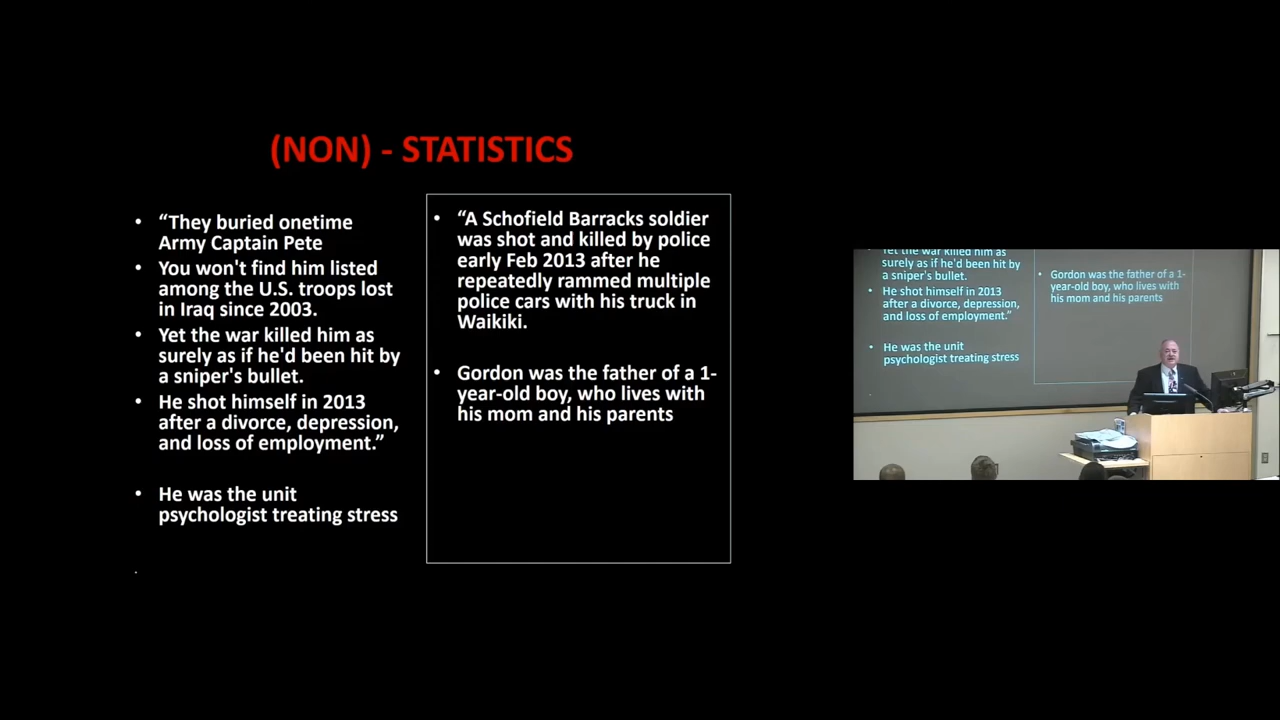 (NON) - STATISTICS
• “They buried onetime
Army Captain Pete
• You won't find him listed
among the U.S. troops lost
in Iraq since 2003.
• Yet the war killed him as
surely as if he'd been hit by
a sniper's bullet.
• He shot himself in 2013
after a divorce, depression,
and loss of employment.”
• He was the unit
psychologist treating stress
• “A Schofield Barracks soldier
was shot and killed by police
early Feb 2013 after he
repeatedly rammed multiple
police cars with his truck in
Waikiki.
• Gordon was the father of a 1-
year-old boy, who lives with
his mom and his parents
Yet the war killed him as
surely as if he'd been hit by
a sniper's bullet.
• He shot himself in 2013
after a divorce, depression,
and loss of employment.”
• He was the unit
psychologist treating stress
• Gordon was the father of a 1-
year-old boy, who lives with
his mom and his parents